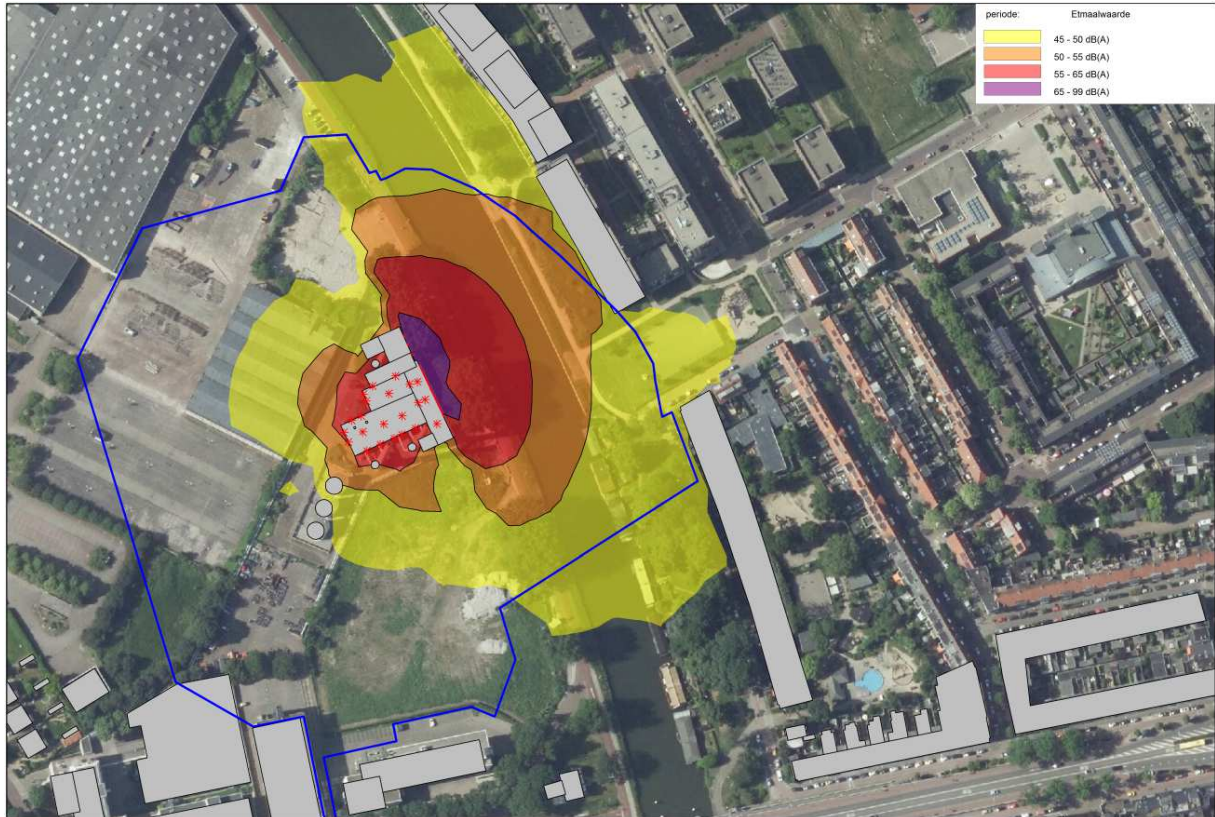 periode: Etmaalwaarde
45 - 50 dB(A)
50 - 55 dB(A)
55 - 65 dB(A)
65 - 99 dB(A)